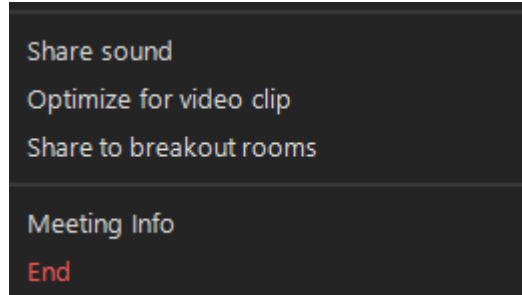 Share sound
Optimize for video clip
Share to breakout rooms
Meeting Info
End